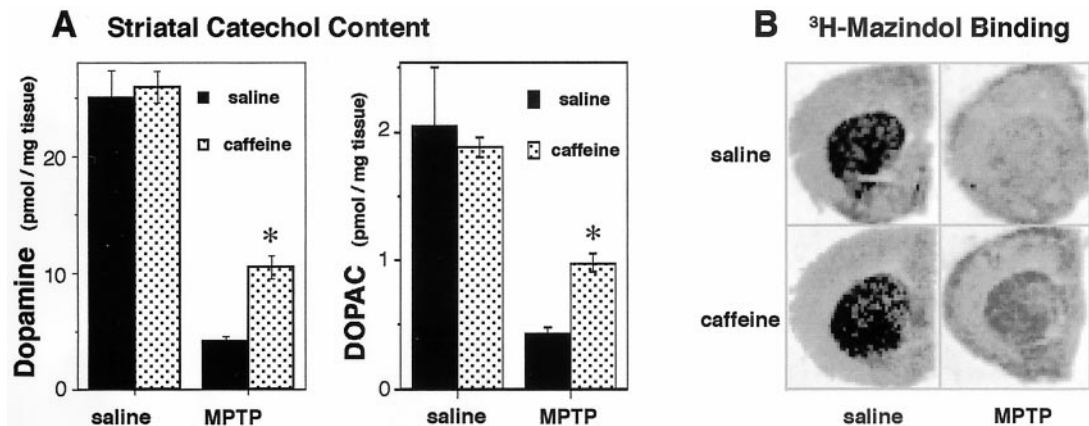 A Striatal Catechol Content
Dopamine (pmol / mg tissue)
20
10
0
saline
caffeine
*
saline MPTP
DOPAC (pmol / mg tissue)
2
1
0
saline
caffeine
*
saline MPTP
B ³H-Mazindol Binding
saline
caffeine
saline MPTP